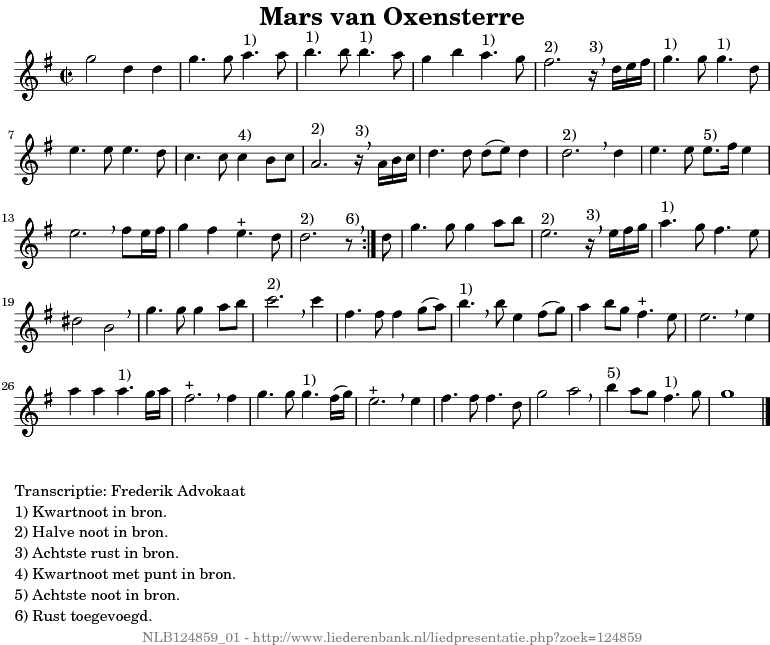 Mars van Oxensterre
1) 1) 1) 1) 2) 3) 1) 1)
7 4) 2) 3) 2) 5)
13 + 2) 6) 2) 3) 1)
19 2) 1) +
26 1) + 1) + 5) 1)
Transcriptie: Frederik Advokaat
1) Kwartnoot in bron.
2) Halve noot in bron.
3) Achtste rust in bron.
4) Kwartnoot met punt in bron.
5) Achtste noot in bron.
6) Rust toegevoegd.
NLB124859_01 - http://www.liederenbank.nl/liedpresentatie.php?zoek=124859